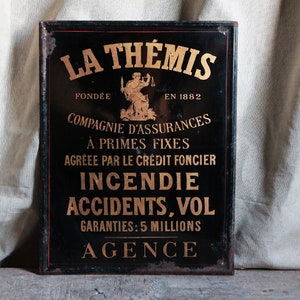 LA THÉMIS
FONDÉE EN 1882
COMPAGNIE D'ASSURANCES
À PRIMES FIXES
AGRÉÉE PAR LE CRÉDIT FONCIER
INCENDIE
ACCIDENTS, VOL
GARANTIES: 5 MILLIONS
AGENCE